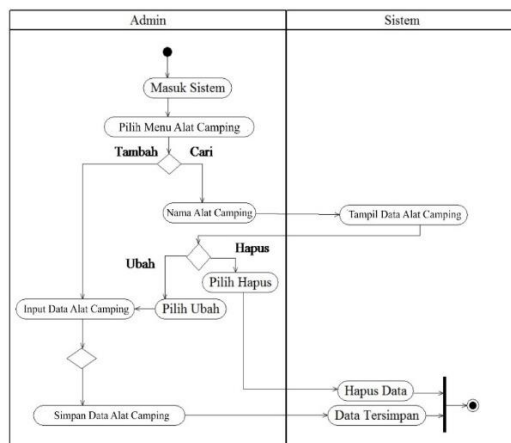 Admin
Sistem
Masuk Sistem
Pilih Menu Alat Camping
Tambah
Cari
Nama Alat Camping
Tampil Data Alat Camping
Ubah
Hapus
Pilih Hapus
Input Data Alat Camping
Pilih Ubah
Hapus Data
Simpan Data Alat Camping
Data Tersimpan